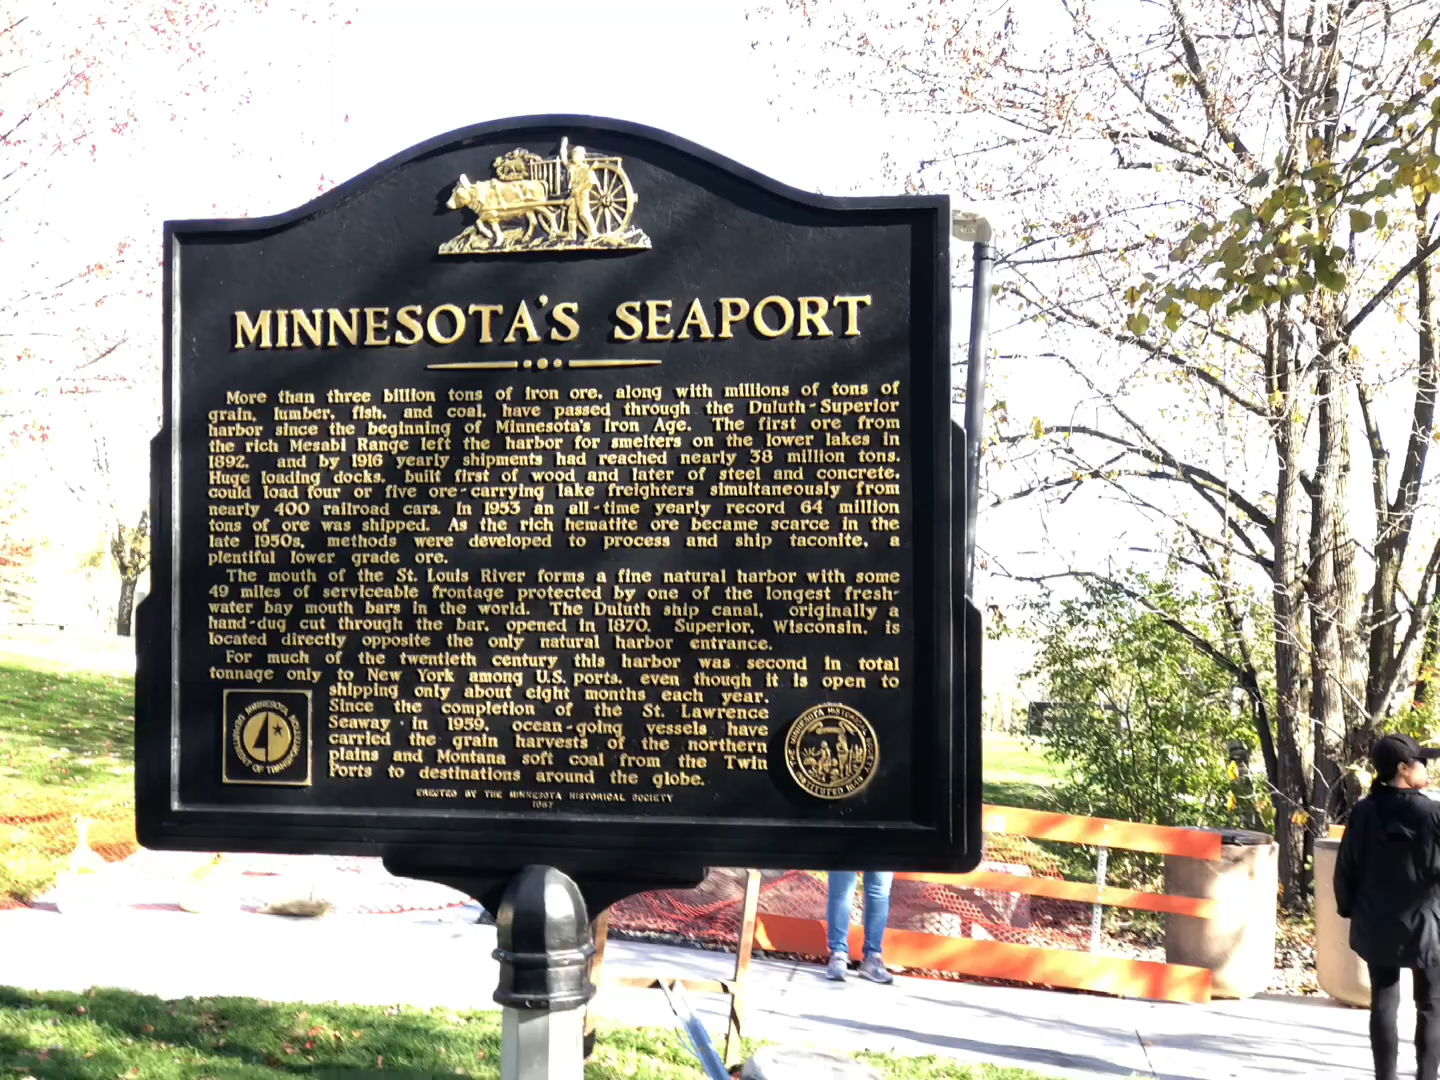 MINNESOTA'S SEAPORT
More than three billion tons of iron ore, along with millions of tons of
grain, lumber, fish, and coal, have passed through the Duluth-Superior
harbor since the beginning of Minnesota's Iron Age. The first ore from
the rich Mesabi Range left the harbor for smelters on the lower lakes in
1892, and by 1916 yearly shipments had reached nearly 38 million tons.
Huge loading docks, built first of wood and later of steel and concrete,
could load four or five ore-carrying lake freighters simultaneously from
nearly 400 railroad cars. In 1953 an all-time yearly record 64 million
tons of ore was shipped. As the rich hematite ore became scarce in the
late 1950s, methods were developed to process and ship taconite, a
plentiful lower grade ore.
The mouth of the St. Louis River forms a fine natural harbor with some
49 miles of serviceable frontage protected by one of the longest fresh-
water bay mouth bars in the world. The Duluth ship canal, originally a
hand-dug cut through the bar, opened in 1870. Superior, Wisconsin, is
located directly opposite the only natural harbor entrance.
For much of the twentieth century this harbor was second in total
tonnage only to New York among U.S. ports, even though it is open to
shipping only about eight months each year.
Since the completion of the St. Lawrence
Seaway in 1959, ocean-going vessels have
carried the grain harvests of the northern
plains and Montana soft coal from the Twin
Ports to destinations around the globe.
ERECTED BY THE MINNESOTA HISTORICAL SOCIETY
1987
MINNESOTA
DEPARTMENT OF TRANSPORTATION
THE MINNESOTA HISTORICAL SOCIETY
INSTITUTED